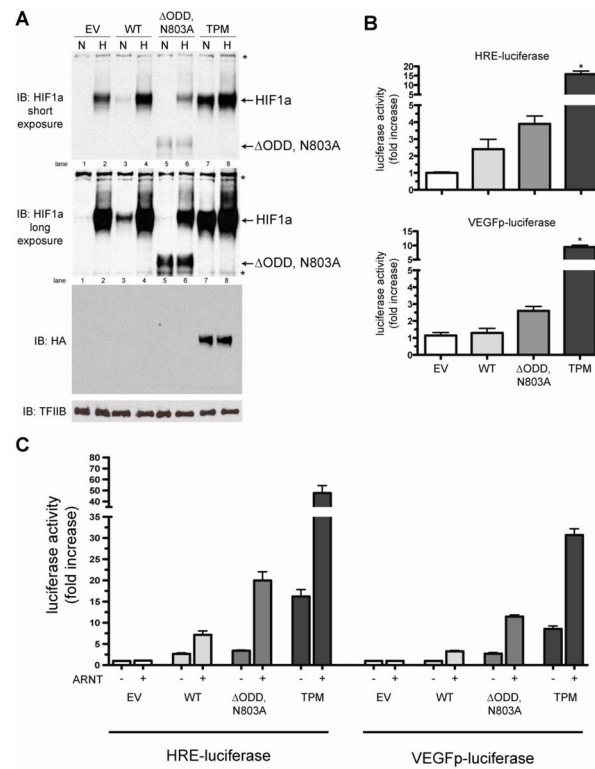 A
EV WT ΔODD, N803A TPM
N H N H N H N H
*
IB: HIF1a short exposure
HIF1a
ΔODD, N803A
lane 1 2 3 4 5 6 7 8
*
IB: HIF1a long exposure
HIF1a
ΔODD, N803A
*
lane 1 2 3 4 5 6 7 8
IB: HA
IB: TFIIB
B
HRE-luciferase
*
luciferase activity (fold increase)
20
15
10
5
4
3
2
1
0
VEGFp-luciferase
*
luciferase activity (fold increase)
15
10
5
4
3
2
1
0
EV WT ΔODD, N803A TPM
C
luciferase activity (fold increase)
80
70
60
50
40
35
30
25
20
15
10
5
0
ARNT - + - + - + - + - + - + - + - +
EV WT ΔODD, N803A TPM EV WT ΔODD, N803A TPM
HRE-luciferase VEGFp-luciferase